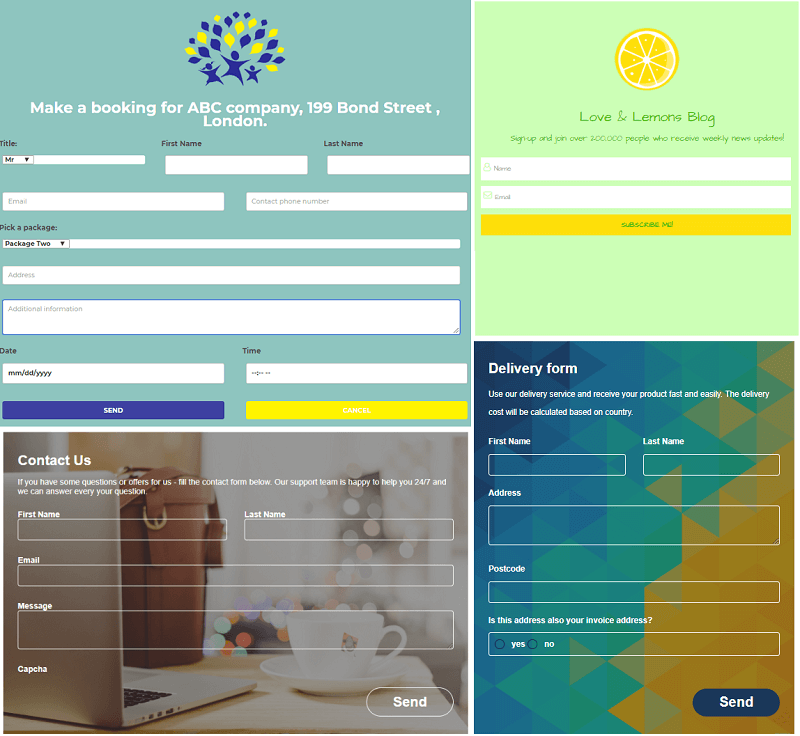 Make a booking for ABC company, 199 Bond Street ,
London.
Title:
First Name
Last Name
Mr ▼
Email
Contact phone number
Pick a package:
Package Two ▼
Address
Additional information
Date
Time
mm/dd/yyyy
--:-- --
SEND
CANCEL
Love & Lemons Blog
Sign-up and join over 200,000 people who receive weekly news updates!
Name
Email
SUBSCRIBE ME!
Contact Us
If you have some questions or offers for us - fill the contact form below. Our support team is happy to help you 24/7 and
we can answer every your question.
First Name
Last Name
Email
Message
Capcha
Send
Delivery form
Use our delivery service and receive your product fast and easily. The delivery
cost will be calculated based on country.
First Name
Last Name
Address
Postcode
Is this address also your invoice address?
yes
no
Send